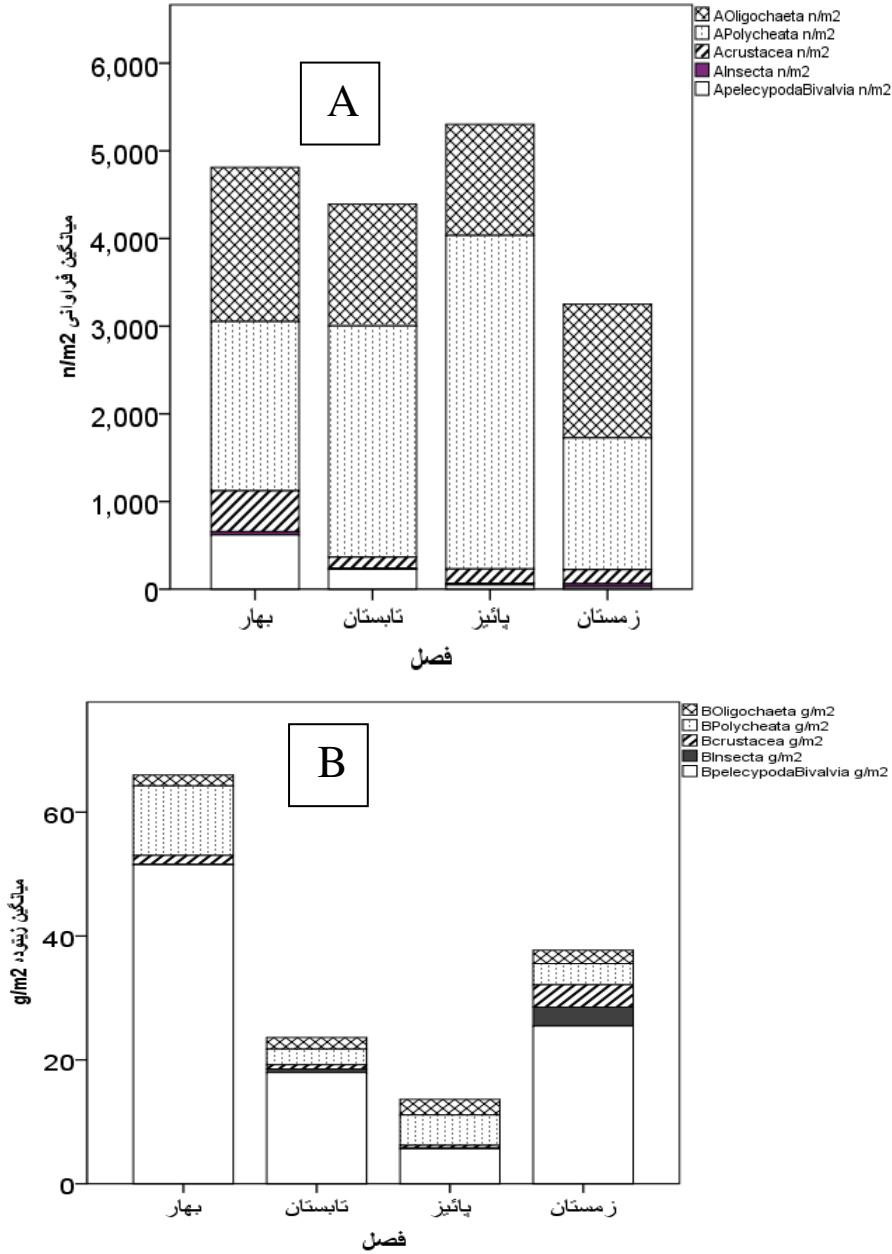 AOligochaeta n/m2
APolycheata n/m2
Acrustacea n/m2
AInsecta n/m2
ApelecypodaBivalvia n/m2
A
6,000
5,000
4,000
3,000
2,000
1,000
0
میانگین فراوانی n/m2
بهار
تابستان
پائیز
زمستان
فصل
BOligochaeta g/m2
BPolycheata g/m2
Bcrustacea g/m2
BInsecta g/m2
BpelecypodaBivalvia g/m2
B
60
40
20
0
میانگین زیتوده g/m2
بهار
تابستان
پائیز
زمستان
فصل